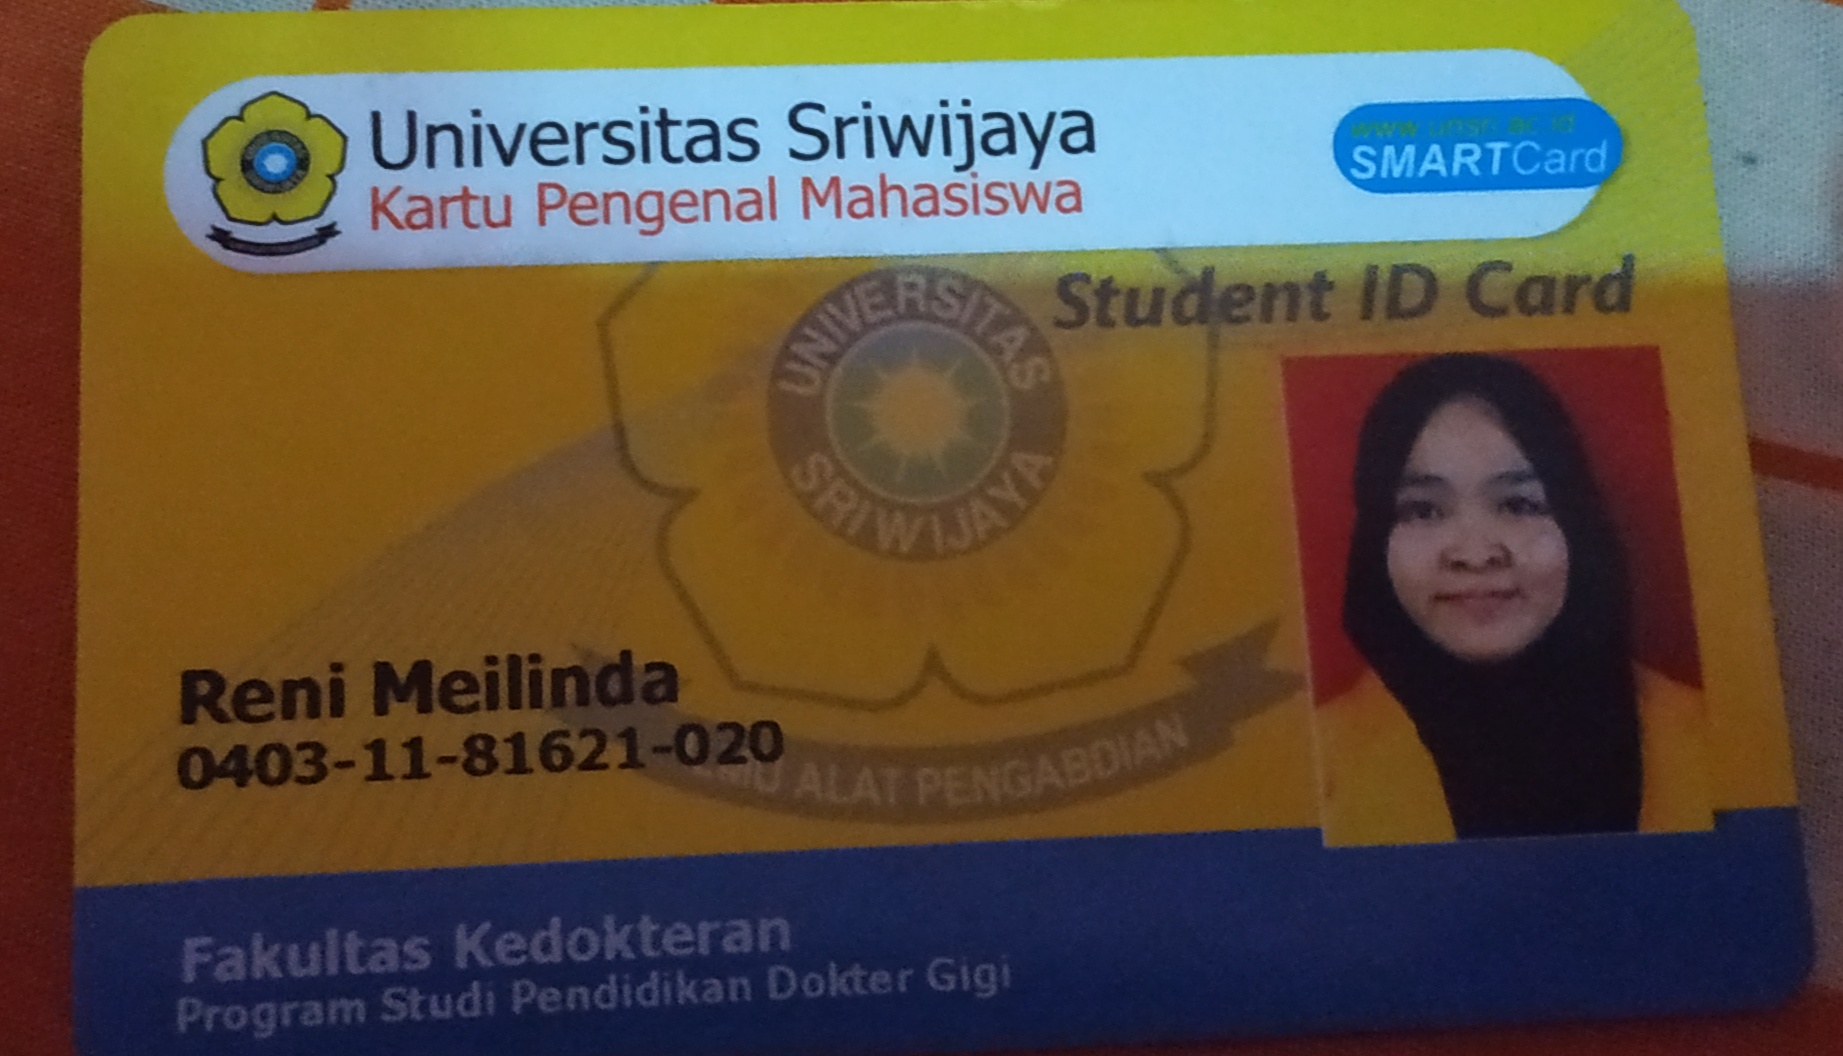 Universitas Sriwijaya
Kartu Pengenal Mahasiswa
www.unsri.ac.id
SMARTCard
Student ID Card
UNIVERSITAS
SRIWIJAYA
Reni Meilinda
0403-11-81621-020
ALAT PENGABDIAN
Fakultas Kedokteran
Program Studi Pendidikan Dokter Gigi